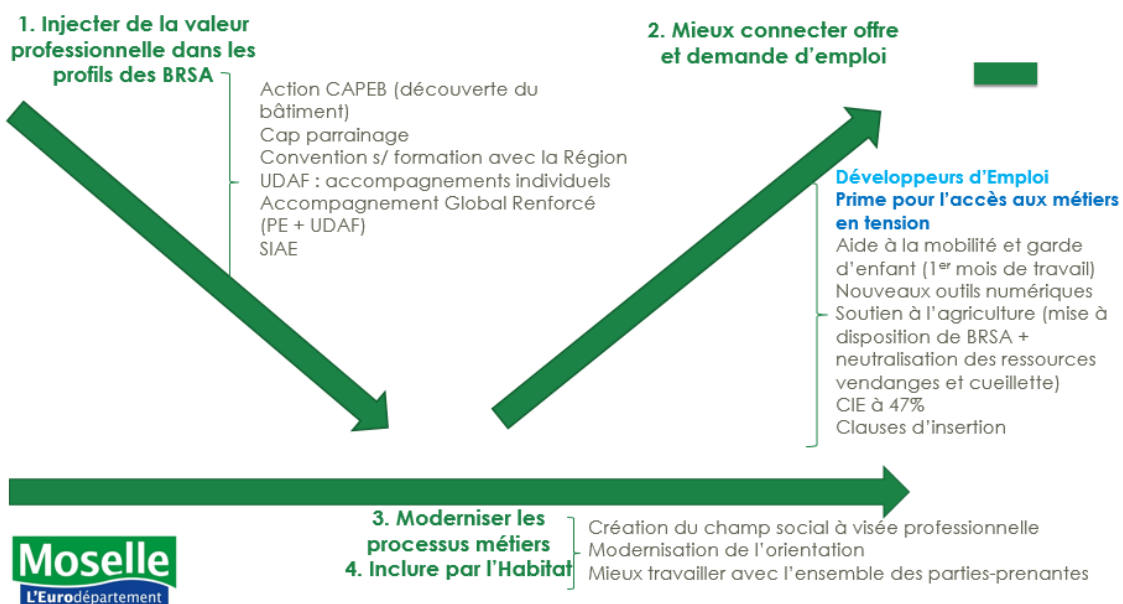 1. Injecter de la valeur
professionnelle dans les
profils des BRSA
Action CAPEB (découverte du
bâtiment)
Cap parrainage
Convention s/ formation avec la Région
UDAF : accompagnements individuels
Accompagnement Global Renforcé
(PE + UDAF)
SIAE
2. Mieux connecter offre
et demande d'emploi
Développeurs d'Emploi
Prime pour l'accès aux métiers
en tension
Aide à la mobilité et garde
d'enfant (1er mois de travail)
Nouveaux outils numériques
Soutien à l'agriculture (mise à
disposition de BRSA +
neutralisation des ressources
vendanges et cueillette)
CIE à 47%
Clauses d'insertion
3. Moderniser les
processus métiers
4. Inclure par l'Habitat
Création du champ social à visée professionnelle
Modernisation de l'orientation
Mieux travailler avec l'ensemble des parties-prenantes
Moselle
L'Eurodépartement